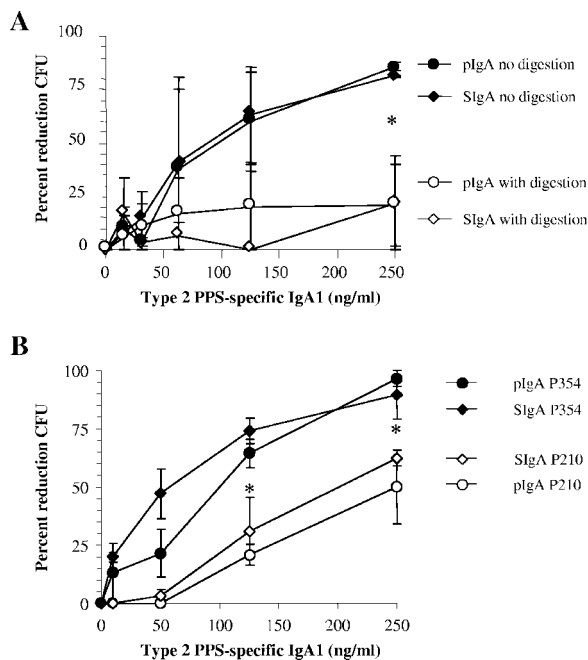 A
Percent reduction CFU
100
75
50
25
0
0 50 100 150 200 250
Type 2 PPS-specific IgA1 (ng/ml)
*
pIgA no digestion
SIgA no digestion
pIgA with digestion
SIgA with digestion
B
Percent reduction CFU
100
75
50
25
0
0 50 100 150 200 250
Type 2 PPS-specific IgA1 (ng/ml)
*
*
pIgA P354
SIgA P354
SIgA P210
pIgA P210